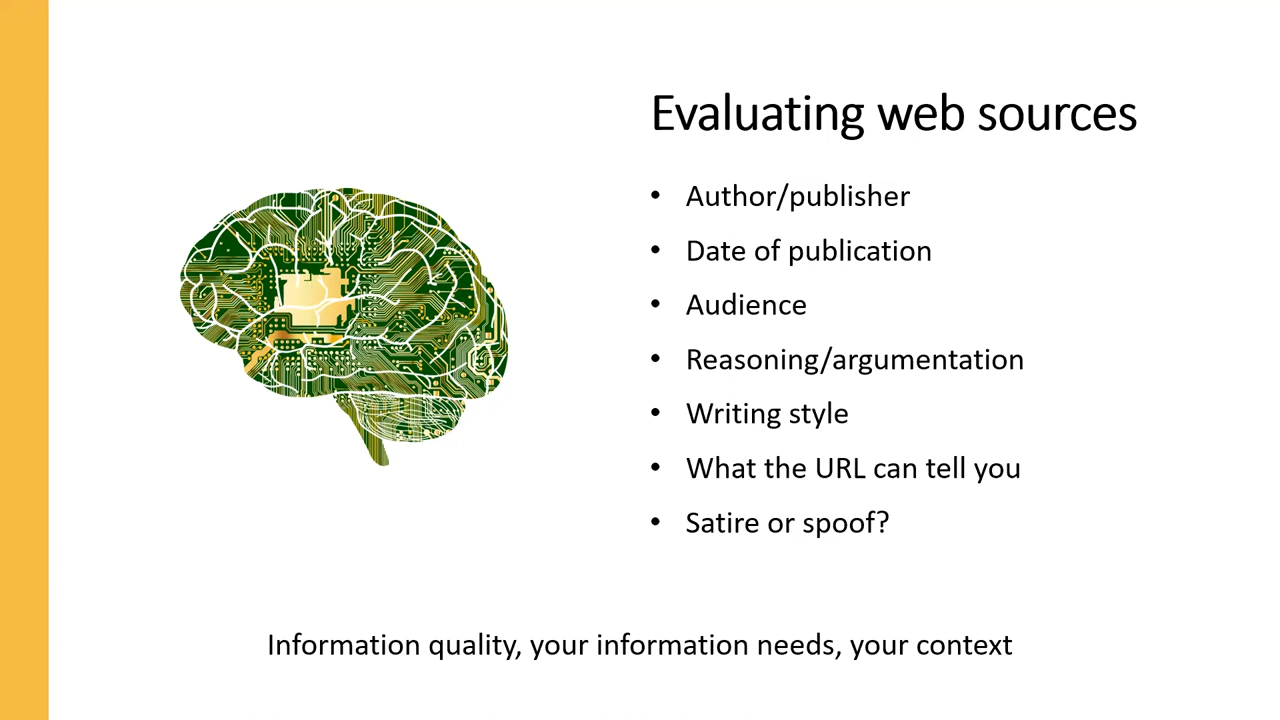 Evaluating web sources
• Author/publisher
• Date of publication
• Audience
• Reasoning/argumentation
• Writing style
• What the URL can tell you
• Satire or spoof?
Information quality, your information needs, your context